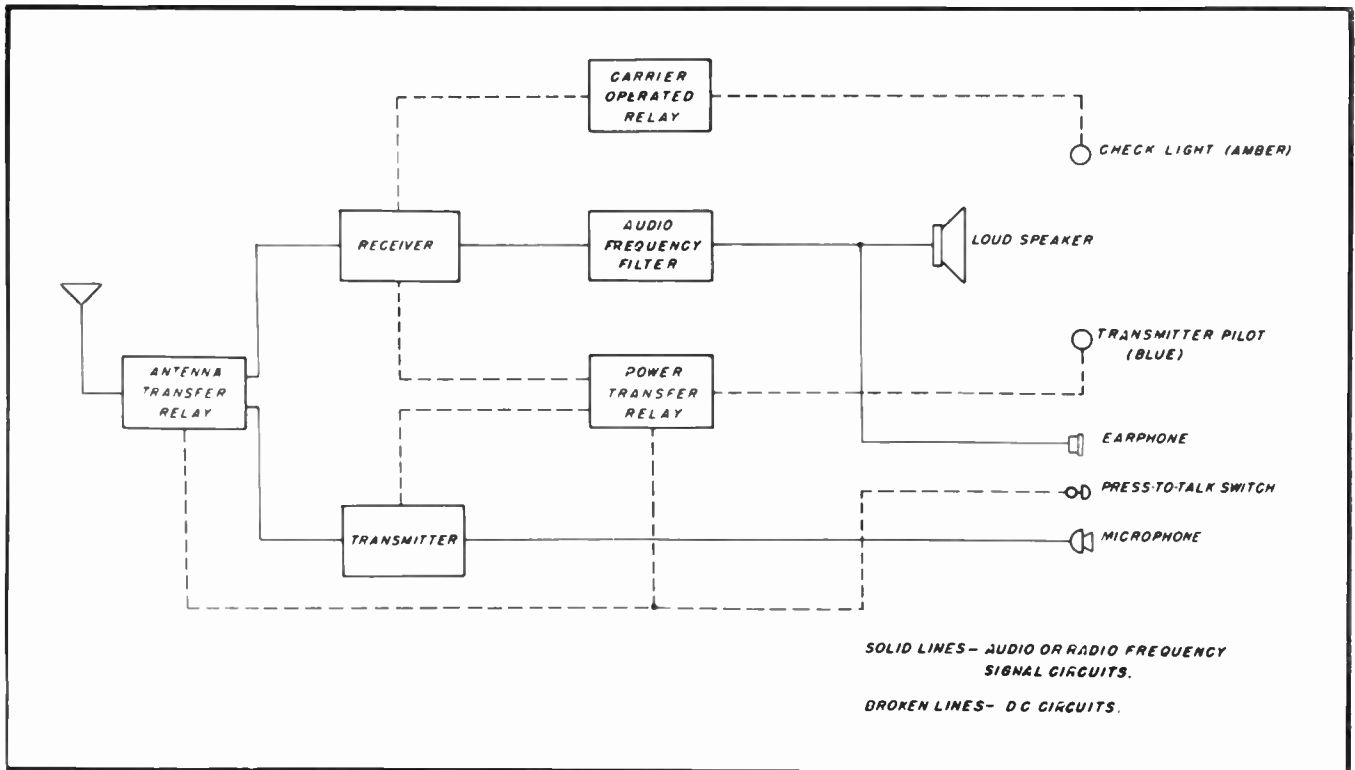 CARRIER
OPERATED
RELAY
CHECK LIGHT (AMBER)
RECEIVER
AUDIO
FREQUENCY
FILTER
LOUD SPEAKER
ANTENNA
TRANSFER
RELAY
POWER
TRANSFER
RELAY
TRANSMITTER PILOT
(BLUE)
EARPHONE
PRESS-TO-TALK SWITCH
TRANSMITTER
MICROPHONE
SOLID LINES- AUDIO OR RADIO FREQUENCY
SIGNAL CIRCUITS.
BROKEN LINES- DC CIRCUITS.